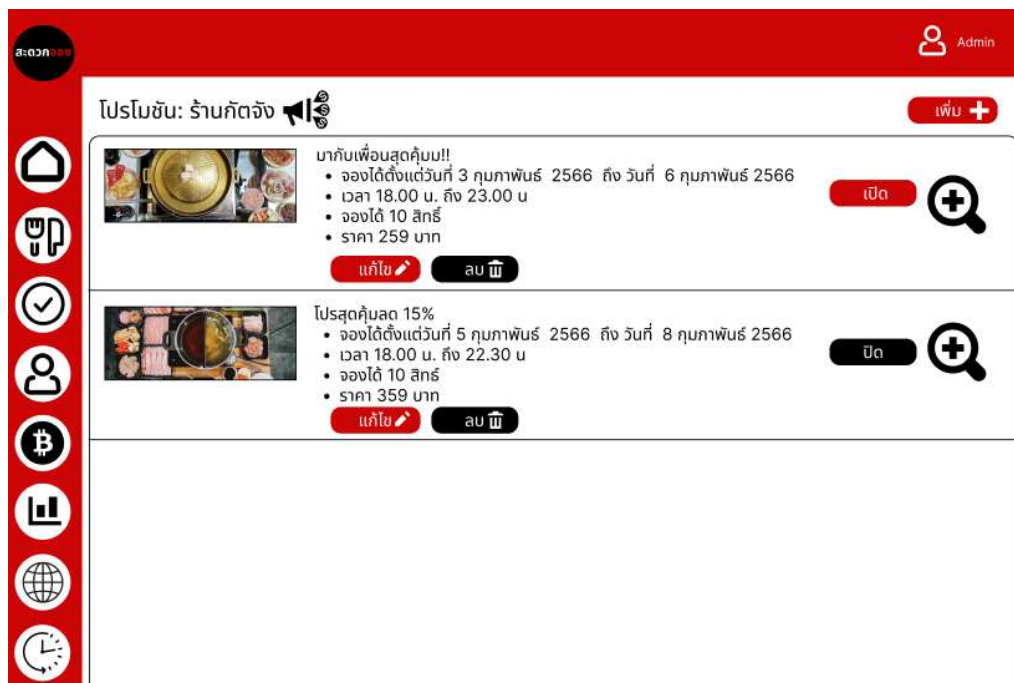 สะดวกจอง
Admin
โปรโมชัน: ร้านกัตจัง
เพิ่ม
มากับเพื่อนสุดคุ้มม!!
• จองได้ตั้งแต่วันที่ 3 กุมภาพันธ์ 2566 ถึง วันที่ 6 กุมภาพันธ์ 2566
• เวลา 18.00 น. ถึง 23.00 น
• จองได้ 10 สิทธิ์
• ราคา 259 บาท
เปิด
แก้ไข
ลบ
โปรสุดคุ้มลด 15%
• จองได้ตั้งแต่วันที่ 5 กุมภาพันธ์ 2566 ถึง วันที่ 8 กุมภาพันธ์ 2566
• เวลา 18.00 น. ถึง 22.30 น
• จองได้ 10 สิทธ์
• ราคา 359 บาท
ปิด
แก้ไข
ลบ